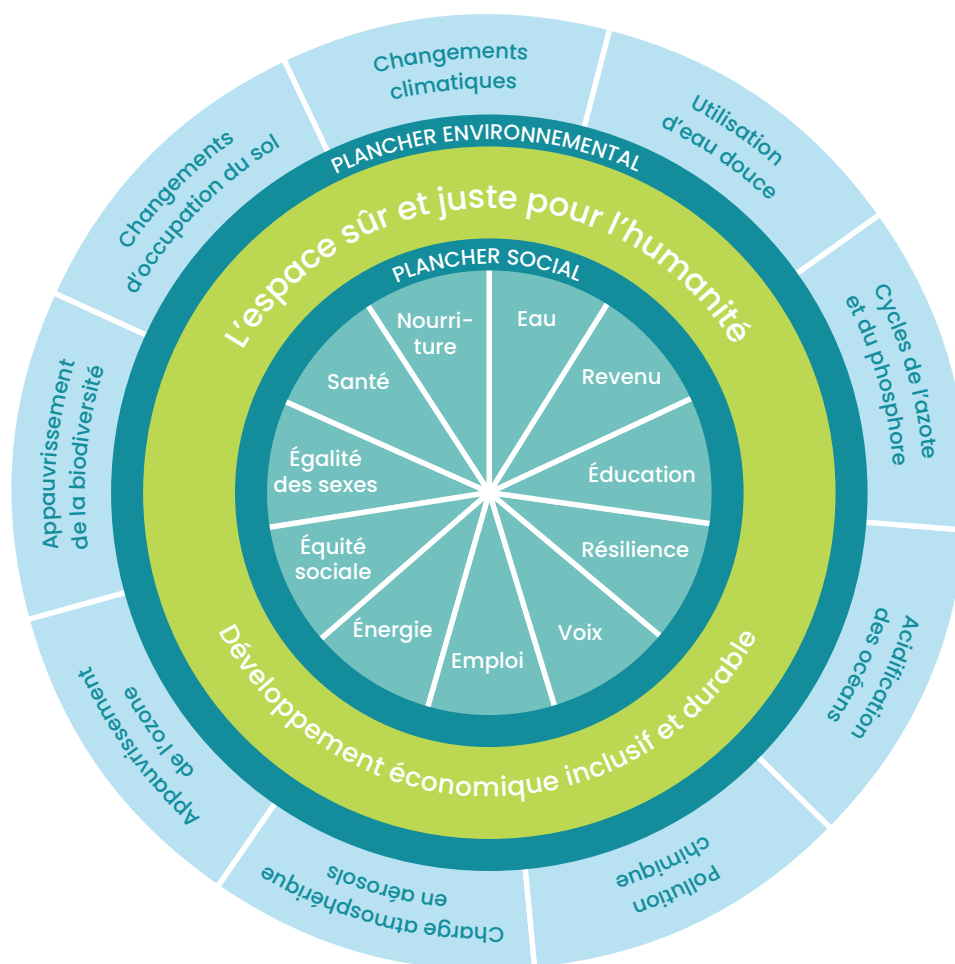 Changements
climatiques
Utilisation
d'eau douce
Cycles de l'azote
et du phosphore
Acidification
des océans
Pollution
chimique
Charge atmosphérique
en aérosols
Appauvrissement
de l'ozone
Appauvrissement
de la biodiversité
Changements
d'occupation du sol
PLANCHER ENVIRONNEMENTAL
L'espace sûr et juste pour l'humanité
Développement économique inclusif et durable
PLANCHER SOCIAL
Eau
Revenu
Éducation
Résilience
Voix
Emploi
Énergie
Équité
sociale
Égalité
des sexes
Santé
Nourri-
ture